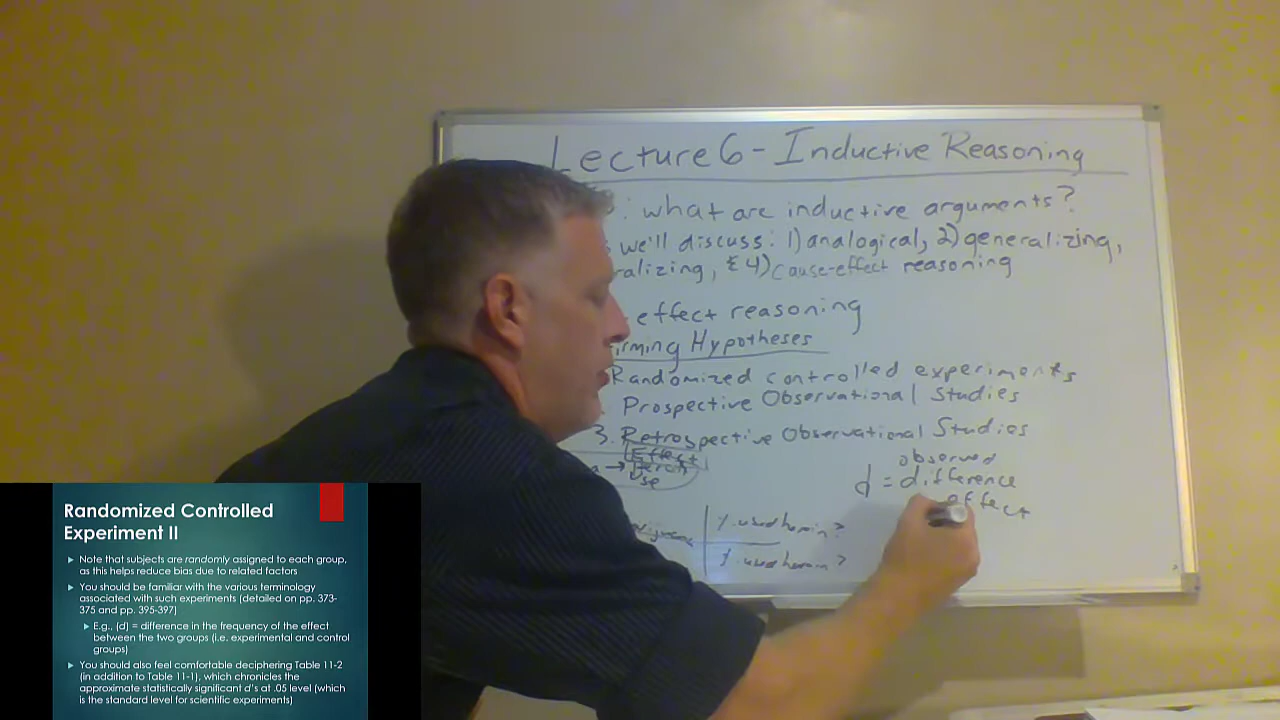 Lecture 6 - Inductive Reasoning
: what are inductive arguments?
we'll discuss: 1) analogical, 2) generalizing,
ralizing, & 4) cause-effect reasoning
effect reasoning
irming Hypotheses
Randomized controlled experiments
Prospective Observational Studies
3. Retrospective Observational Studies
Effect
Use
observed
d = difference
effect
% used heroin?
% used heroin?
Randomized Controlled
Experiment II
Note that subjects are randomly assigned to each group,
as this helps reduce bias due to related factors
You should be familiar with the various terminology
associated with such experiments (detailed on pp. 373-
375 and pp. 395-397)
E.g., (d) = difference in the frequency of the effect
between the two groups (i.e. experimental and control
groups)
You should also feel comfortable deciphering Table 11-2
(in addition to Table 11-1), which chronicles the
approximate statistically significant d's at .05 level (which
is the standard level for scientific experiments)